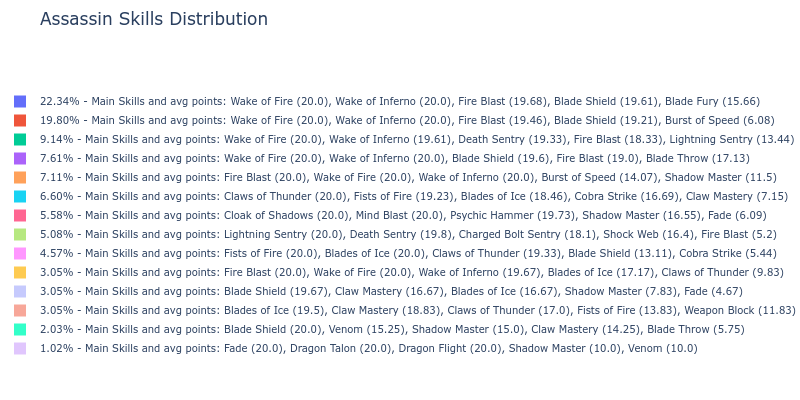 Assassin Skills Distribution
22.34% - Main Skills and avg points: Wake of Fire (20.0), Wake of Inferno (20.0), Fire Blast (19.68), Blade Shield (19.61), Blade Fury (15.66)
19.80% - Main Skills and avg points: Wake of Fire (20.0), Wake of Inferno (20.0), Fire Blast (19.46), Blade Shield (19.21), Burst of Speed (6.08)
9.14% - Main Skills and avg points: Wake of Fire (20.0), Wake of Inferno (19.61), Death Sentry (19.33), Fire Blast (18.33), Lightning Sentry (13.44)
7.61% - Main Skills and avg points: Wake of Fire (20.0), Wake of Inferno (20.0), Blade Shield (19.6), Fire Blast (19.0), Blade Throw (17.13)
7.11% - Main Skills and avg points: Fire Blast (20.0), Wake of Fire (20.0), Wake of Inferno (20.0), Burst of Speed (14.07), Shadow Master (11.5)
6.60% - Main Skills and avg points: Claws of Thunder (20.0), Fists of Fire (19.23), Blades of Ice (18.46), Cobra Strike (16.69), Claw Mastery (7.15)
5.58% - Main Skills and avg points: Cloak of Shadows (20.0), Mind Blast (20.0), Psychic Hammer (19.73), Shadow Master (16.55), Fade (6.09)
5.08% - Main Skills and avg points: Lightning Sentry (20.0), Death Sentry (19.8), Charged Bolt Sentry (18.1), Shock Web (16.4), Fire Blast (5.2)
4.57% - Main Skills and avg points: Fists of Fire (20.0), Blades of Ice (20.0), Claws of Thunder (19.33), Blade Shield (13.11), Cobra Strike (5.44)
3.05% - Main Skills and avg points: Fire Blast (20.0), Wake of Fire (20.0), Wake of Inferno (19.67), Blades of Ice (17.17), Claws of Thunder (9.83)
3.05% - Main Skills and avg points: Blade Shield (19.67), Claw Mastery (16.67), Blades of Ice (16.67), Shadow Master (7.83), Fade (4.67)
3.05% - Main Skills and avg points: Blades of Ice (19.5), Claw Mastery (18.83), Claws of Thunder (17.0), Fists of Fire (13.83), Weapon Block (11.83)
2.03% - Main Skills and avg points: Blade Shield (20.0), Venom (15.25), Shadow Master (15.0), Claw Mastery (14.25), Blade Throw (5.75)
1.02% - Main Skills and avg points: Fade (20.0), Dragon Talon (20.0), Dragon Flight (20.0), Shadow Master (10.0), Venom (10.0)